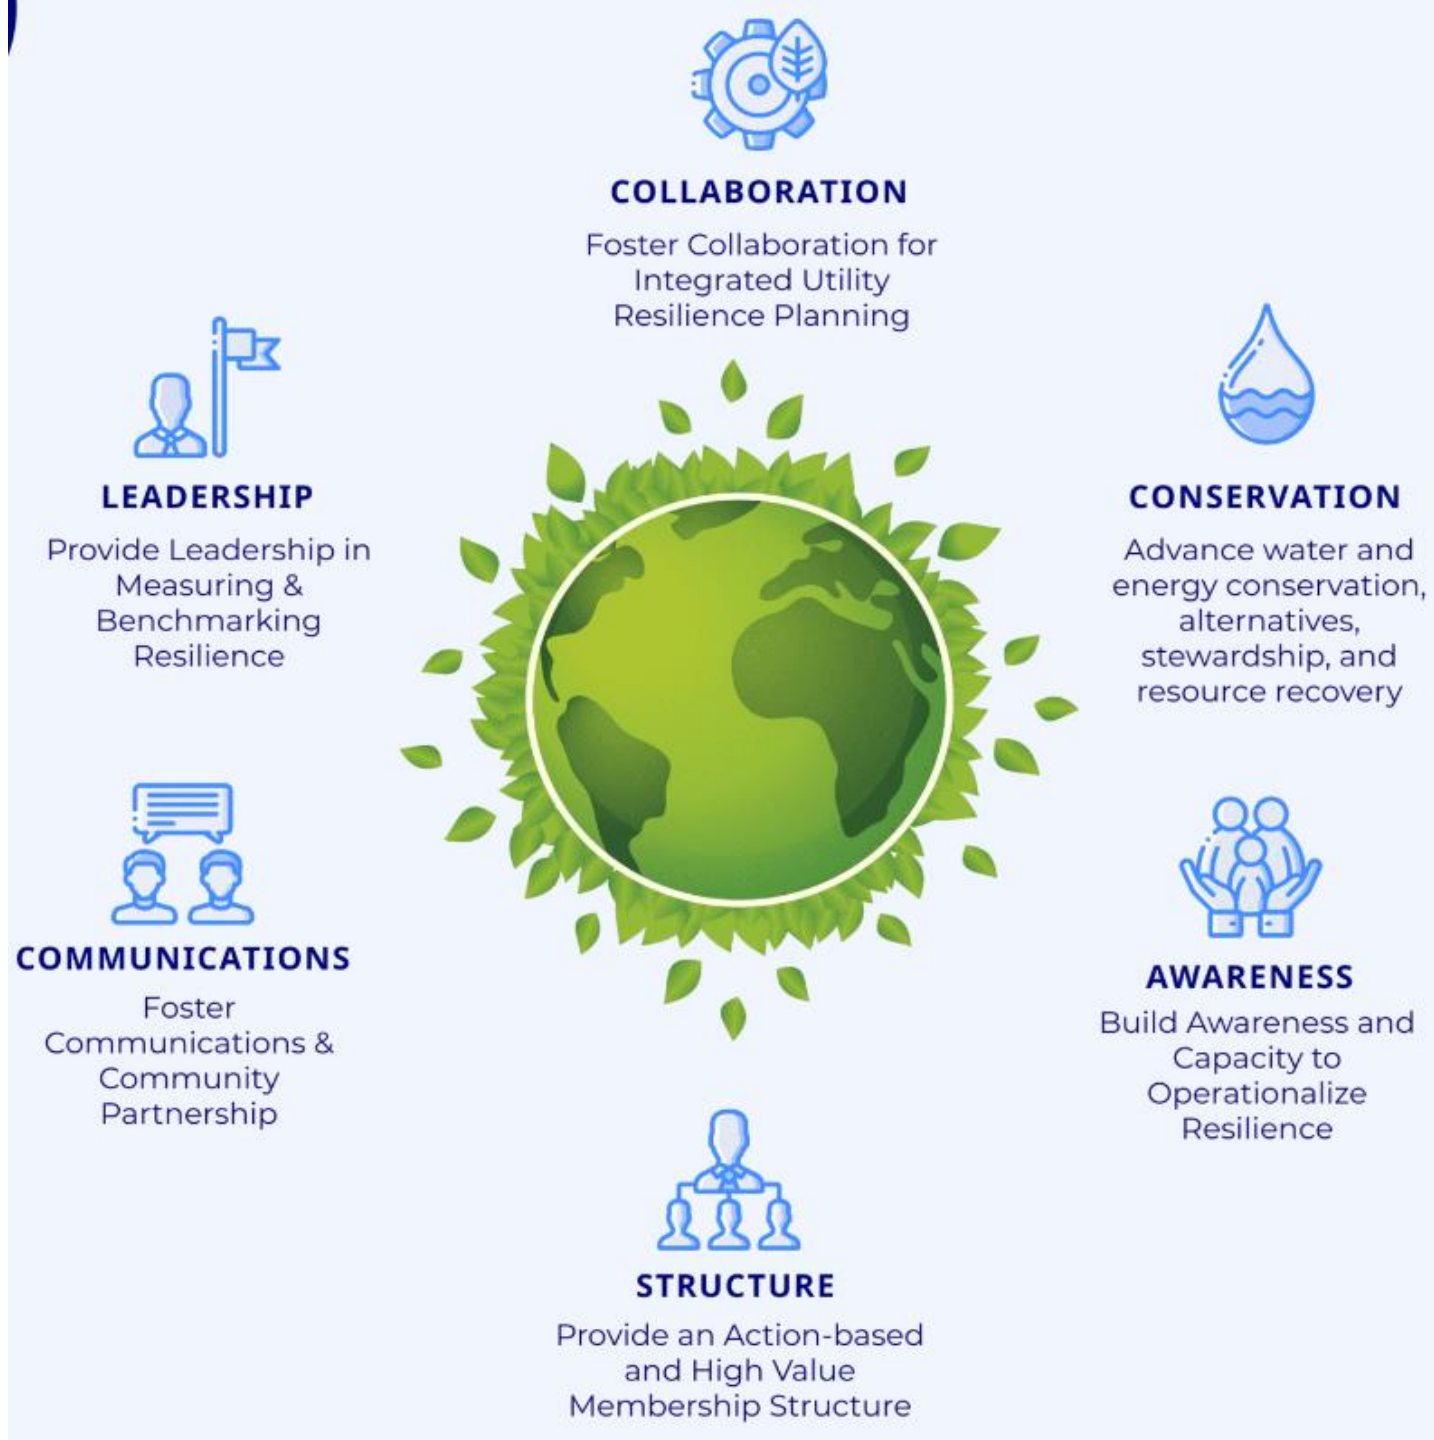 COLLABORATION
Foster Collaboration for
Integrated Utility
Resilience Planning
LEADERSHIP
Provide Leadership in
Measuring &
Benchmarking
Resilience
CONSERVATION
Advance water and
energy conservation,
alternatives,
stewardship, and
resource recovery
COMMUNICATIONS
Foster
Communications &
Community
Partnership
AWARENESS
Build Awareness and
Capacity to
Operationalize
Resilience
STRUCTURE
Provide an Action-based
and High Value
Membership Structure